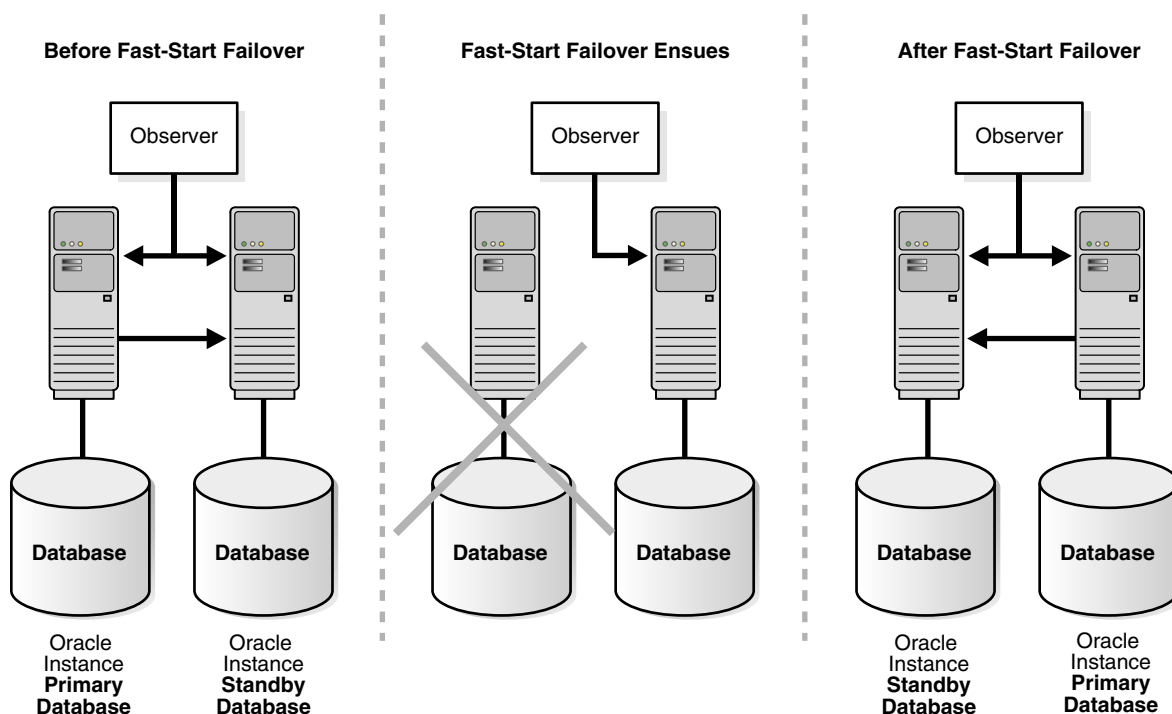 Before Fast-Start Failover
Fast-Start Failover Ensues
After Fast-Start Failover
Observer
Observer
Observer
Database
Database
Database
Database
Database
Database
Oracle
Instance
Primary
Database
Oracle
Instance
Standby
Database
Oracle
Instance
Standby
Database
Oracle
Instance
Primary
Database